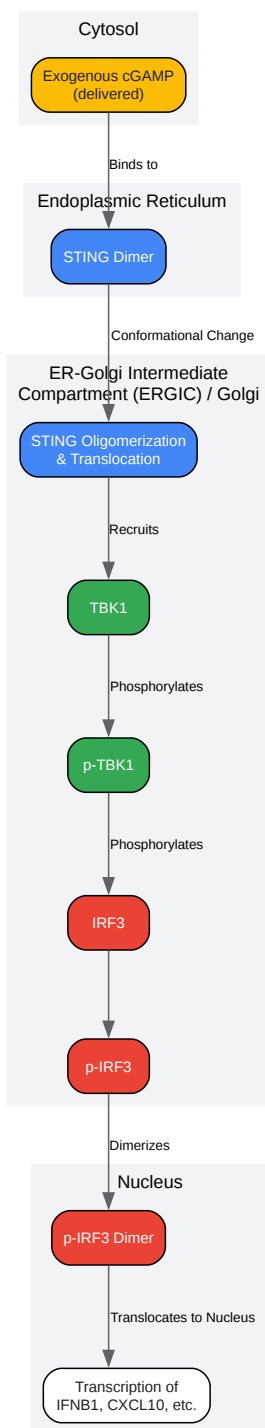 Cytosol
Exogenous cGAMP
(delivered)
Binds to
Endoplasmic Reticulum
STING Dimer
Conformational Change
ER-Golgi Intermediate
Compartment (ERGIC) / Golgi
STING Oligomerization
& Translocation
Recruits
TBK1
Phosphorylates
p-TBK1
Phosphorylates
IRF3
p-IRF3
Dimerizes
Nucleus
p-IRF3 Dimer
Translocates to Nucleus
Transcription of
IFNB1, CXCL10, etc.